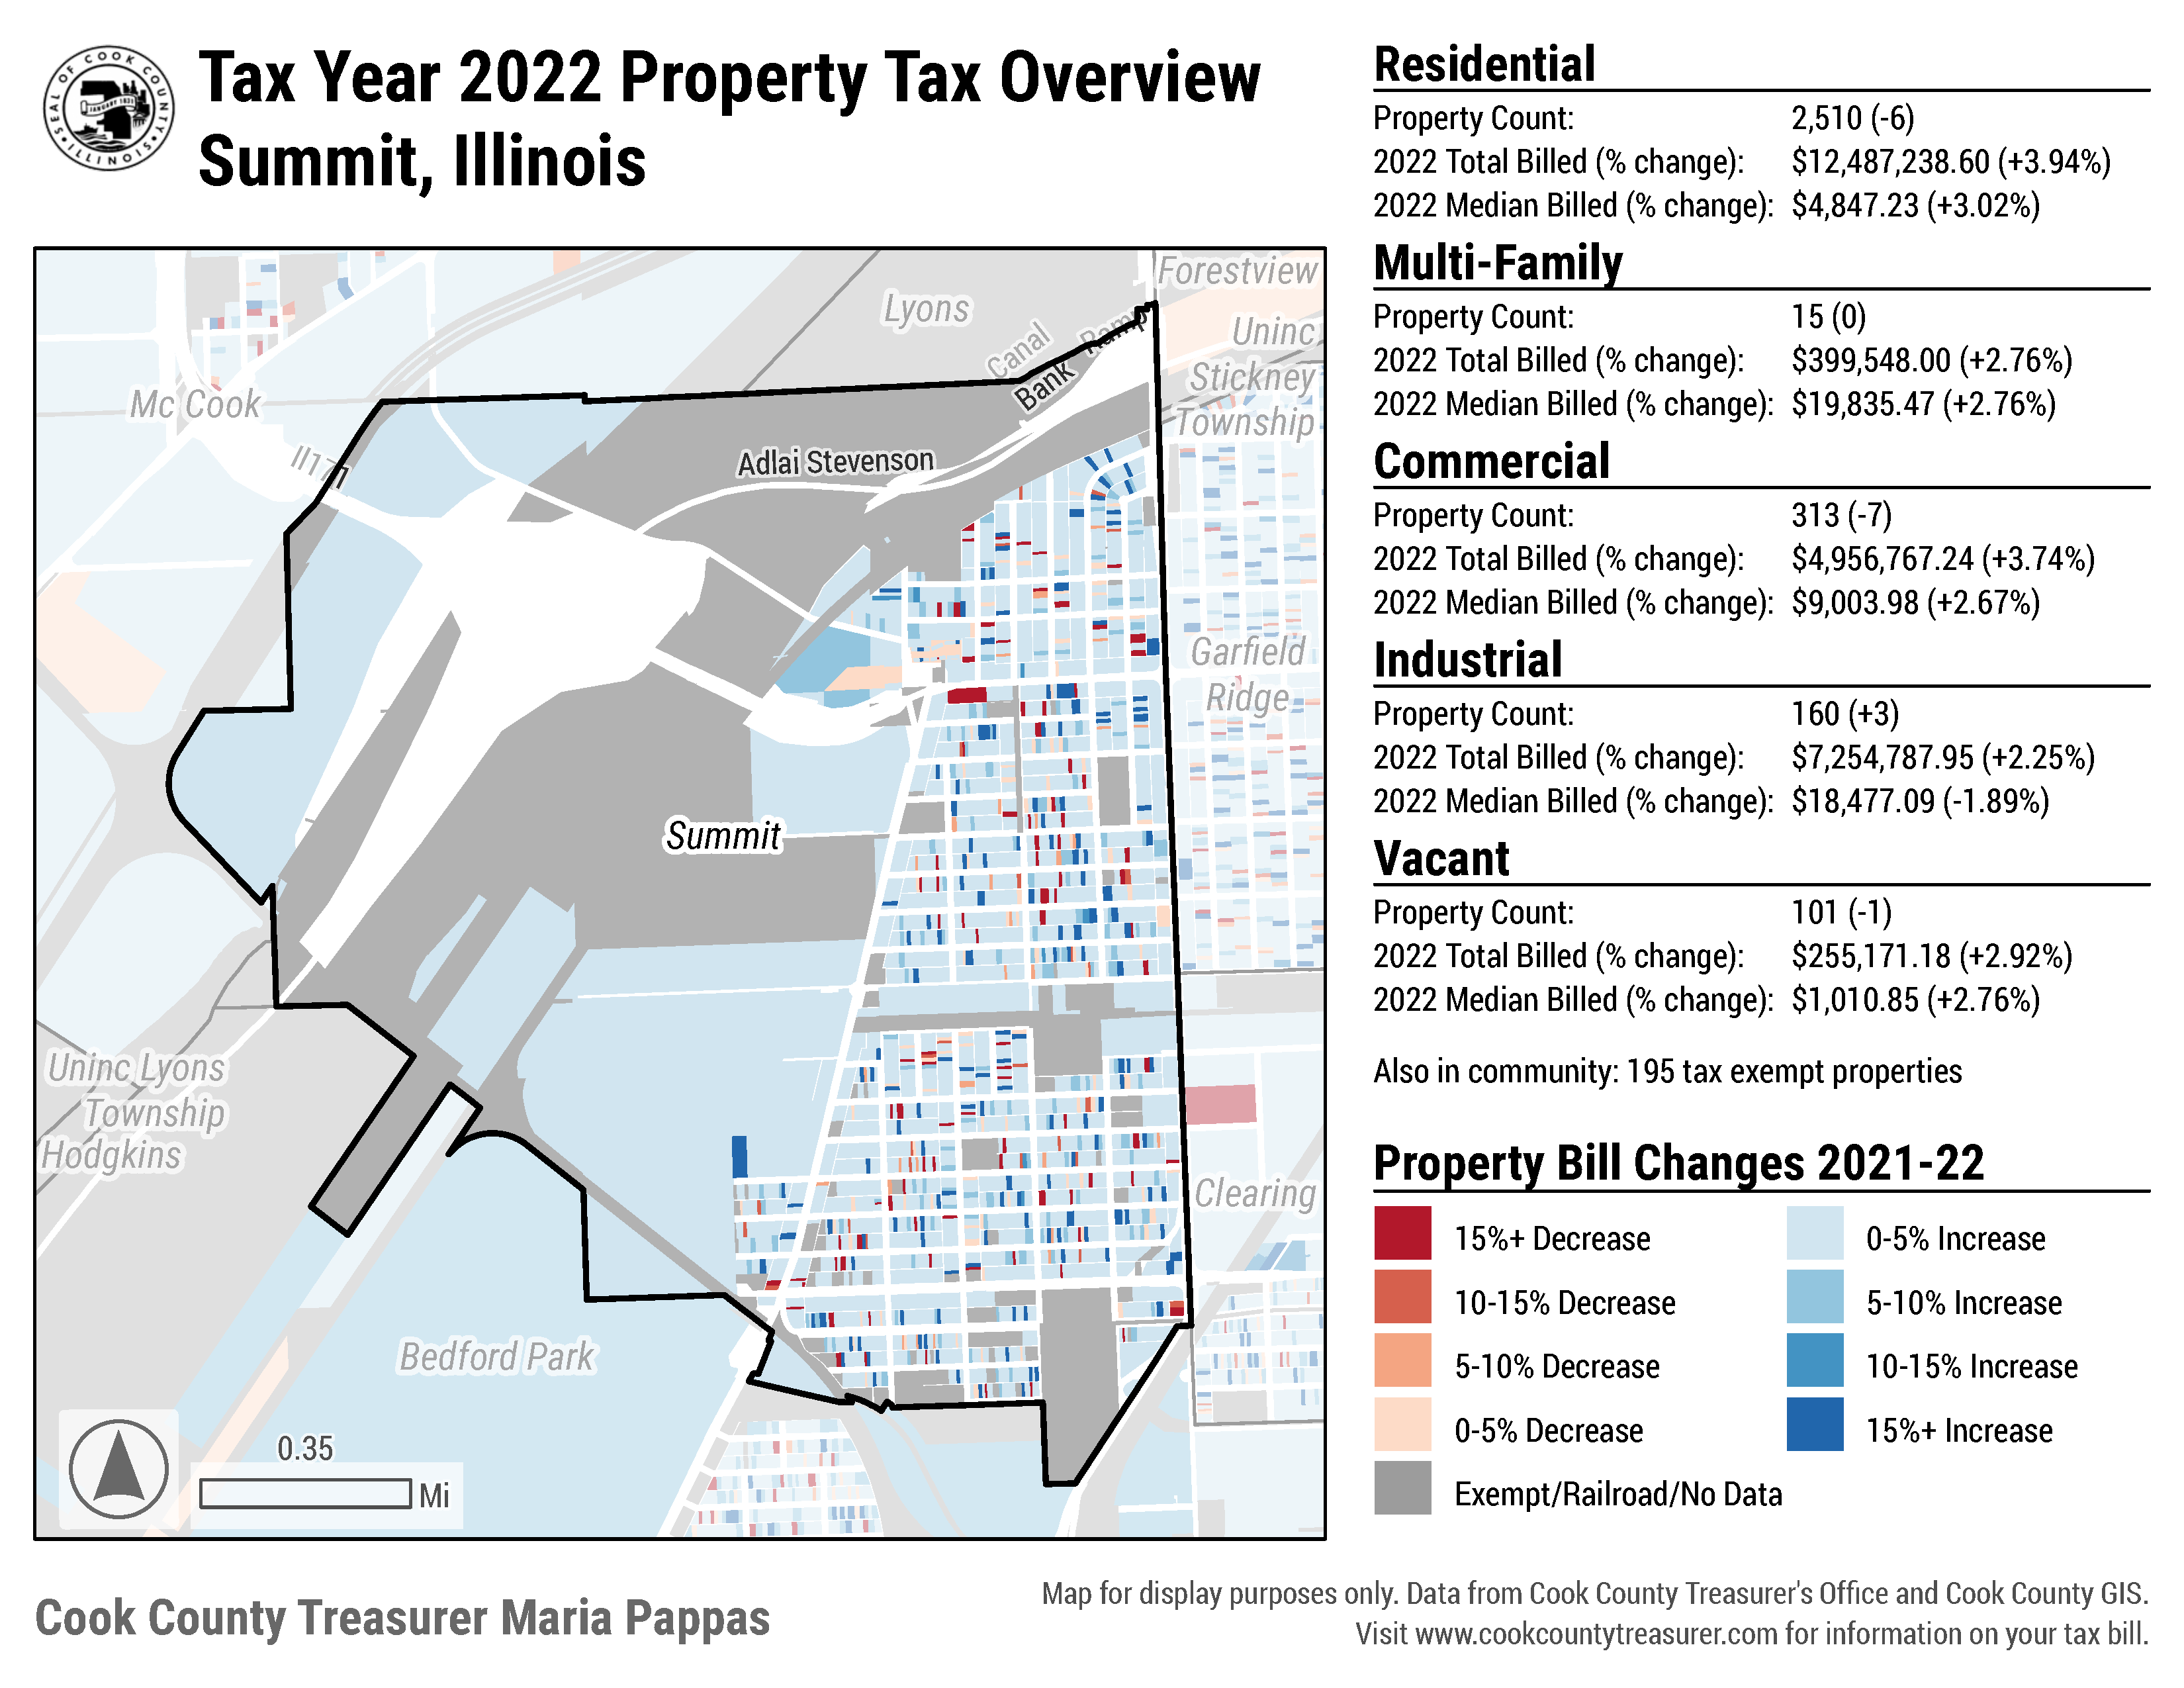 SEAL OF COOK COUNTY
ILLINOIS
JANUARY 1831
Tax Year 2022 Property Tax Overview
Summit, Illinois
Residential
Property Count: 2,510 (-6)
2022 Total Billed (% change): $12,487,238.60 (+3.94%)
2022 Median Billed (% change): $4,847.23 (+3.02%)
Multi-Family
Property Count: 15 (0)
2022 Total Billed (% change): $399,548.00 (+2.76%)
2022 Median Billed (% change): $19,835.47 (+2.76%)
Commercial
Property Count: 313 (-7)
2022 Total Billed (% change): $4,956,767.24 (+3.74%)
2022 Median Billed (% change): $9,003.98 (+2.67%)
Industrial
Property Count: 160 (+3)
2022 Total Billed (% change): $7,254,787.95 (+2.25%)
2022 Median Billed (% change): $18,477.09 (-1.89%)
Vacant
Property Count: 101 (-1)
2022 Total Billed (% change): $255,171.18 (+2.92%)
2022 Median Billed (% change): $1,010.85 (+2.76%)
Also in community: 195 tax exempt properties
Property Bill Changes 2021-22
15%+ Decrease
10-15% Decrease
5-10% Decrease
0-5% Decrease
Exempt/Railroad/No Data
0-5% Increase
5-10% Increase
10-15% Increase
15%+ Increase
Forestview
Lyons
Uninc
Stickney
Township
Canal
Ramp
Bank
Mc Cook
Il171
Adlai Stevenson
Garfield
Ridge
Summit
Uninc Lyons
Township
Hodgkins
Clearing
Bedford Park
0.35
Mi
Cook County Treasurer Maria Pappas
Map for display purposes only. Data from Cook County Treasurer's Office and Cook County GIS.
Visit www.cookcountytreasurer.com for information on your tax bill.